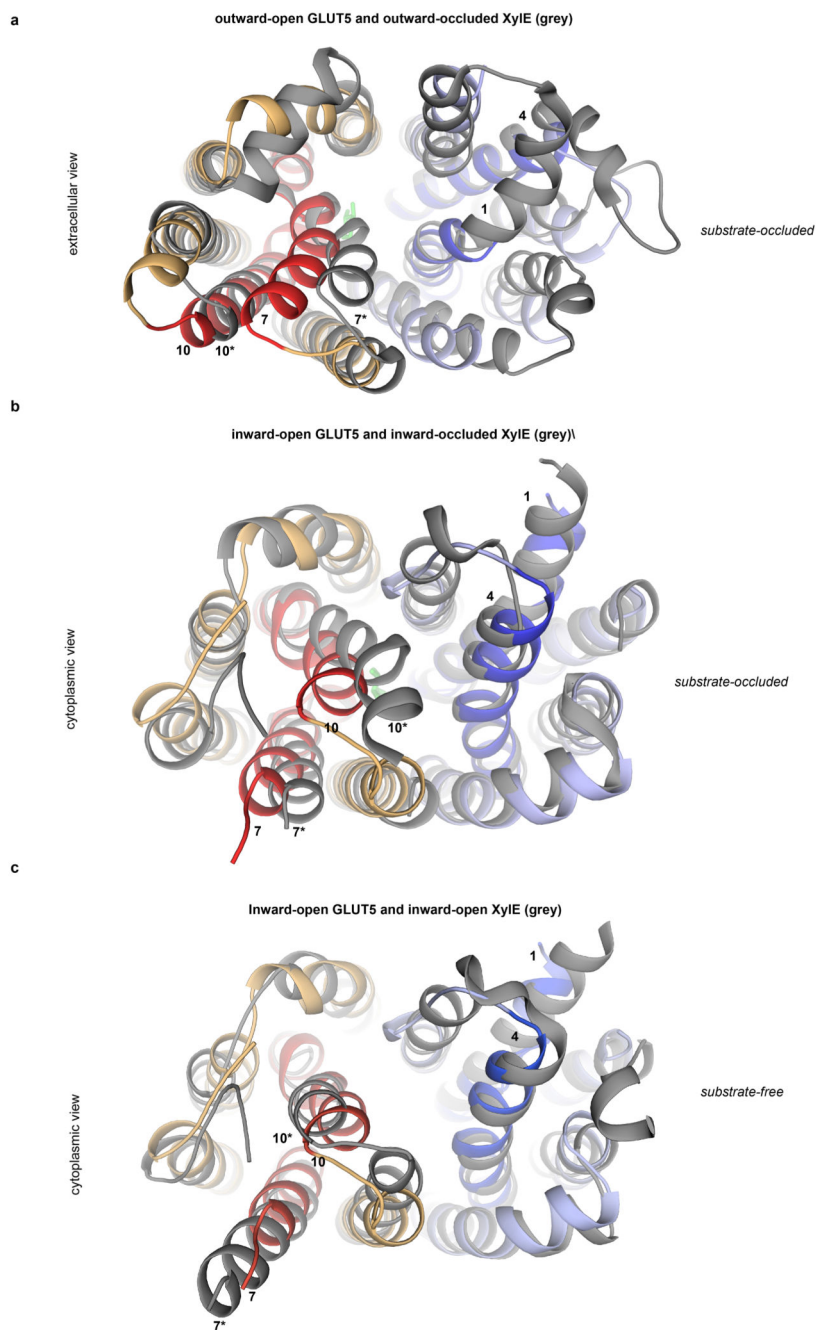 a
outward-open GLUT5 and outward-occluded XylE (grey)
extracellular view
4
1
substrate-occluded
7
7*
10
10*
b
inward-open GLUT5 and inward-occluded XylE (grey)\
cytoplasmic view
1
4
substrate-occluded
10
10*
7
7*
c
Inward-open GLUT5 and inward-open XylE (grey)
cytoplasmic view
1
4
substrate-free
10*
10
7
7*